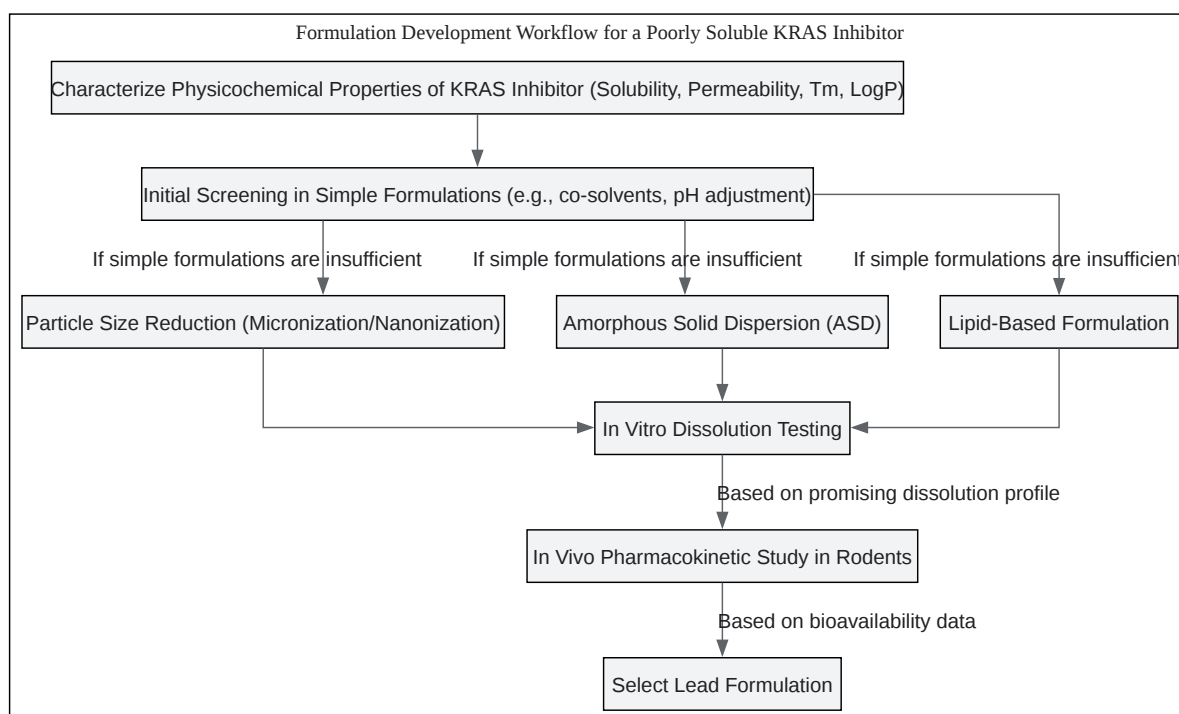 Formulation Development Workflow for a Poorly Soluble KRAS Inhibitor
Characterize Physicochemical Properties of KRAS Inhibitor (Solubility, Permeability, Tm, LogP)
Initial Screening in Simple Formulations (e.g., co-solvents, pH adjustment)
If simple formulations are insufficient
If simple formulations are insufficient
If simple formulations are insufficient
Particle Size Reduction (Micronization/Nanonization)
Amorphous Solid Dispersion (ASD)
Lipid-Based Formulation
In Vitro Dissolution Testing
Based on promising dissolution profile
In Vivo Pharmacokinetic Study in Rodents
Based on bioavailability data
Select Lead Formulation